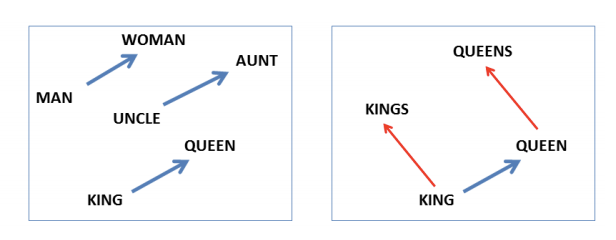 WOMAN
AUNT
MAN
UNCLE
QUEEN
KING
QUEENS
KINGS
QUEEN
KING